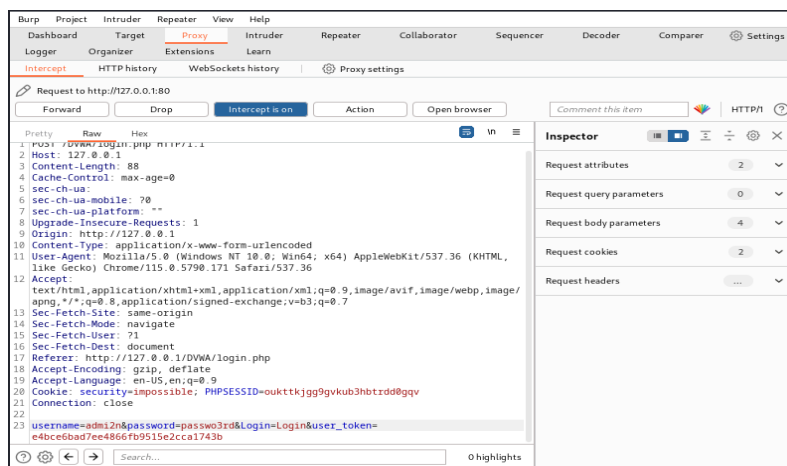 Burp Project Intruder Repeater View Help
Dashboard Target Proxy Intruder Repeater Collaborator Sequencer Decoder Comparer Settings
Logger Organizer Extensions Learn
Intercept HTTP history WebSockets history Proxy settings
Request to http://127.0.0.1:80
Forward Drop Intercept is on Action Open browser Comment this item HTTP/1
Pretty Raw Hex \n
Inspector
1 POST /DVWA/login.php HTTP/1.1
2 Host: 127.0.0.1
3 Content-Length: 88
4 Cache-Control: max-age=0
5 sec-ch-ua:
6 sec-ch-ua-mobile: ?0
7 sec-ch-ua-platform: ""
8 Upgrade-Insecure-Requests: 1
9 Origin: http://127.0.0.1
10 Content-Type: application/x-www-form-urlencoded
11 User-Agent: Mozilla/5.0 (Windows NT 10.0; Win64; x64) AppleWebKit/537.36 (KHTML,
like Gecko) Chrome/115.0.5790.171 Safari/537.36
12 Accept:
text/html,application/xhtml+xml,application/xml;q=0.9,image/avif,image/webp,image/
apng,*/*;q=0.8,application/signed-exchange;v=b3;q=0.7
13 Sec-Fetch-Site: same-origin
14 Sec-Fetch-Mode: navigate
15 Sec-Fetch-User: ?1
16 Sec-Fetch-Dest: document
17 Referer: http://127.0.0.1/DVWA/login.php
18 Accept-Encoding: gzip, deflate
19 Accept-Language: en-US,en;q=0.9
20 Cookie: security=impossible; PHPSESSID=oukttkjgg9gvkub3hbtrdd0gqv
21 Connection: close
22
23 username=admi2n&password=passwo3rd&Login=Login&user_token=
e4bce6bad7ee4866fb9515e2cca1743b
Request attributes 2
Request query parameters 0
Request body parameters 4
Request cookies 2
Request headers ...
Search... 0 highlights